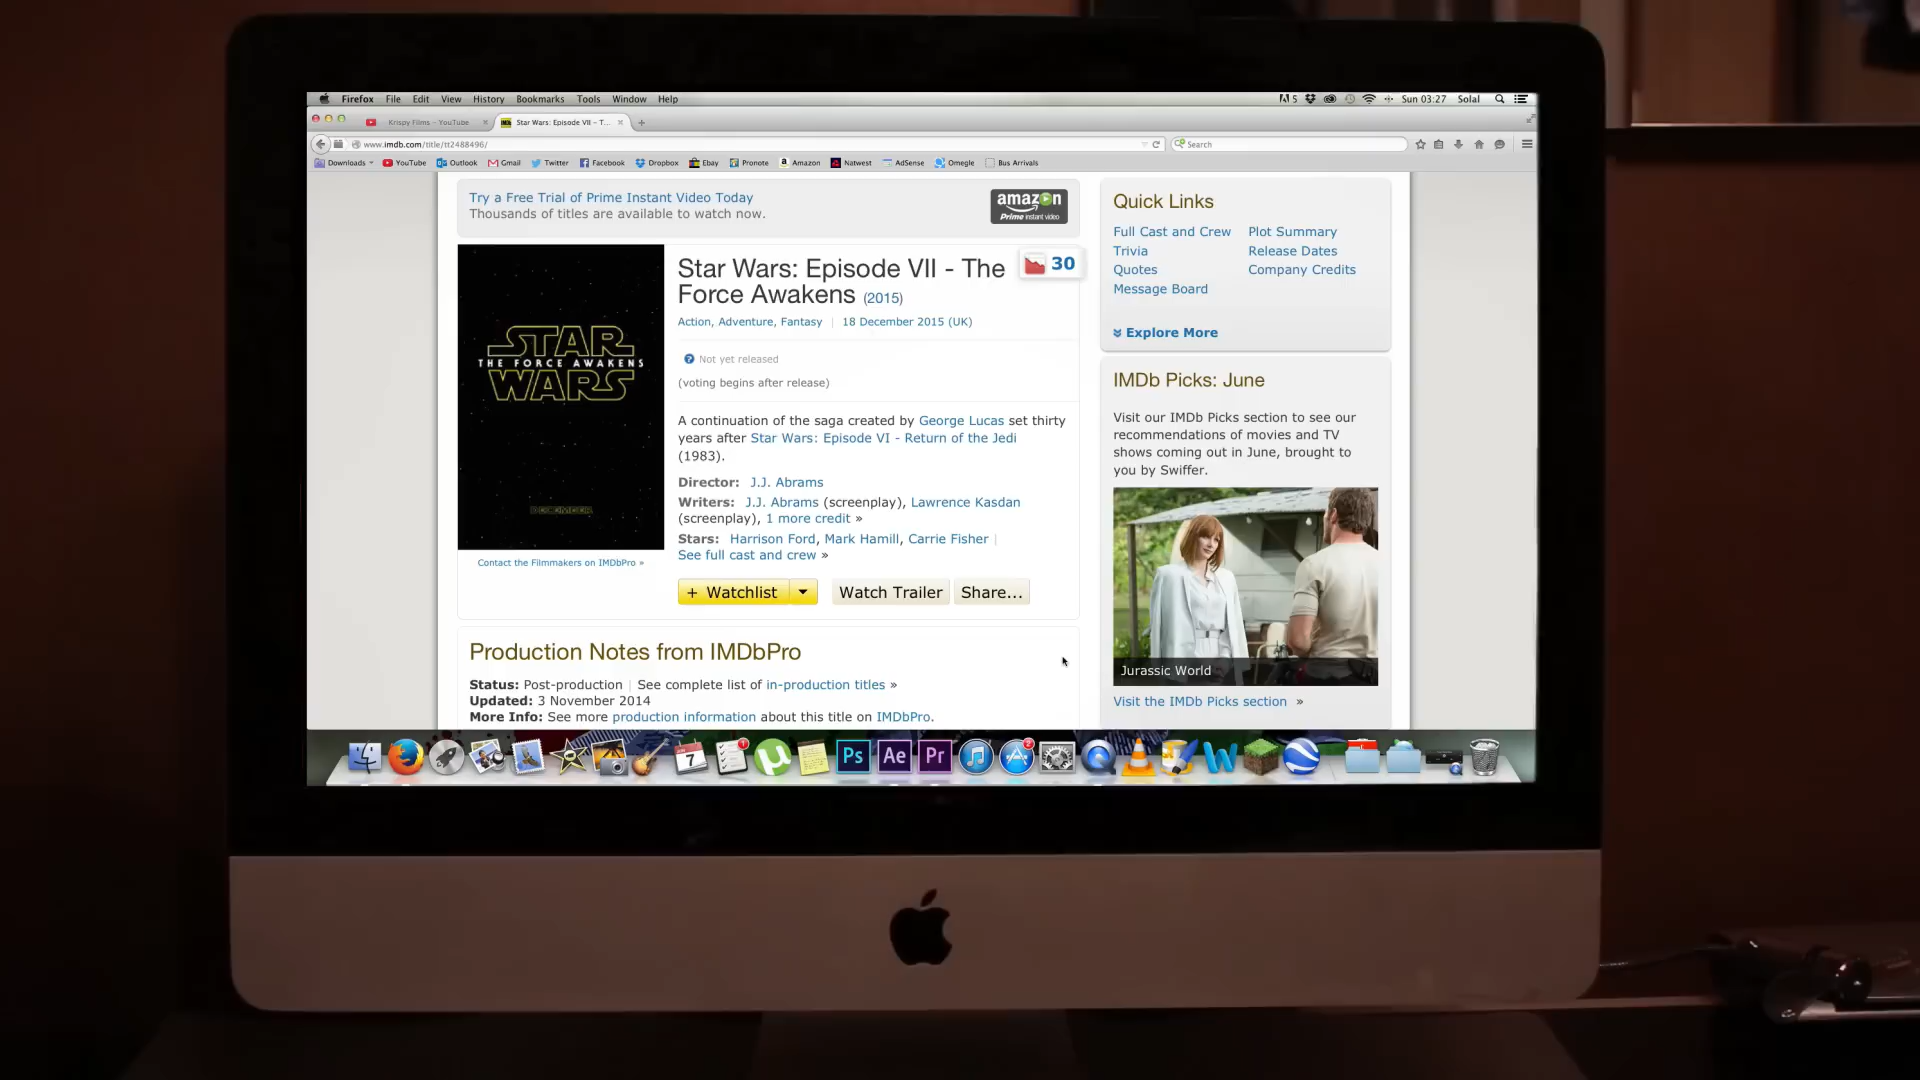 Firefox File Edit View History Bookmarks Tools Window Help
5 Sun 03:27 Solal
Krispy Films - YouTube
Star Wars: Episode VII - T...
www.imdb.com/title/tt2488496/
Search
Downloads YouTube Outlook Gmail Twitter Facebook Dropbox Ebay Pronote Amazon Natwest AdSense Omegle Bus Arrivals
Try a Free Trial of Prime Instant Video Today
Thousands of titles are available to watch now.
amazon
Prime instant video
STAR
THE FORCE AWAKENS
WARS
Contact the Filmmakers on IMDbPro »
Star Wars: Episode VII - The
Force Awakens (2015)
30
Action, Adventure, Fantasy | 18 December 2015 (UK)
? Not yet released
(voting begins after release)
A continuation of the saga created by George Lucas set thirty
years after Star Wars: Episode VI - Return of the Jedi
(1983).
Director: J.J. Abrams
Writers: J.J. Abrams (screenplay), Lawrence Kasdan
(screenplay), 1 more credit »
Stars: Harrison Ford, Mark Hamill, Carrie Fisher |
See full cast and crew »
+ Watchlist
Watch Trailer
Share...
Production Notes from IMDbPro
Status: Post-production | See complete list of in-production titles »
Updated: 3 November 2014
More Info: See more production information about this title on IMDbPro.
Quick Links
Full Cast and Crew
Plot Summary
Trivia
Release Dates
Quotes
Company Credits
Message Board
Explore More
IMDb Picks: June
Visit our IMDb Picks section to see our
recommendations of movies and TV
shows coming out in June, brought to
you by Swiffer.
Jurassic World
Visit the IMDb Picks section »
7
1
Ps
Ae
Pr
2
W